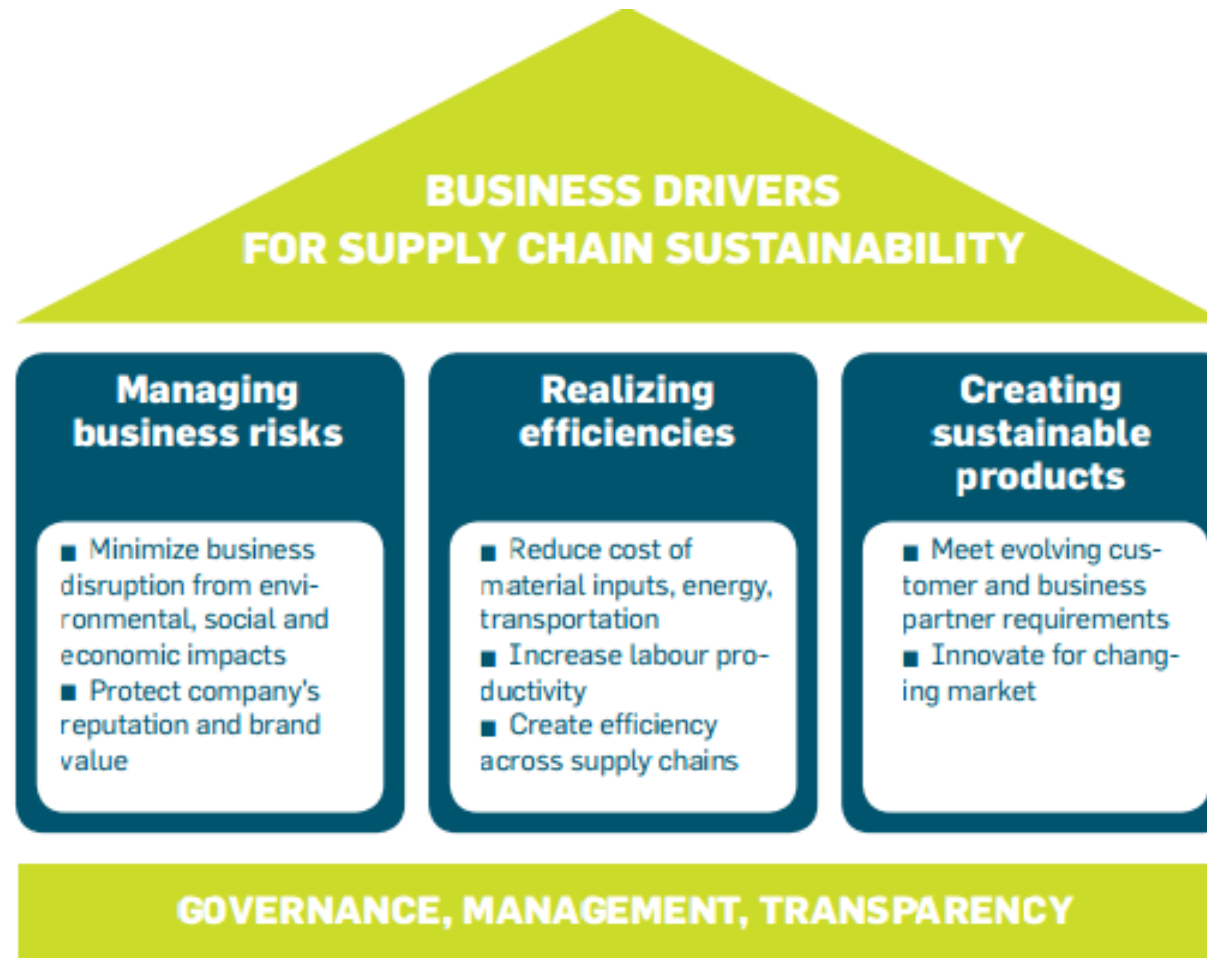 BUSINESS DRIVERS
FOR SUPPLY CHAIN SUSTAINABILITY
Managing
business risks
■ Minimize business
disruption from envi-
ronmental, social and
economic impacts
■ Protect company's
reputation and brand
value
Realizing
efficiencies
■ Reduce cost of
material inputs, energy,
transportation
■ Increase labour pro-
ductivity
■ Create efficiency
across supply chains
Creating
sustainable
products
■ Meet evolving cus-
tomer and business
partner requirements
■ Innovate for chang-
ing market
GOVERNANCE, MANAGEMENT, TRANSPARENCY